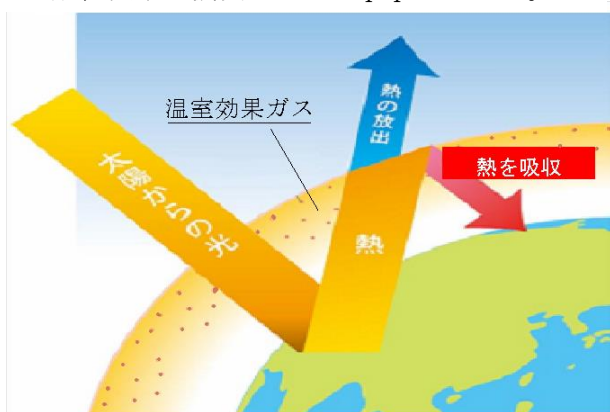 温室効果ガス
熱の放出
熱を吸収
太陽からの光
熱